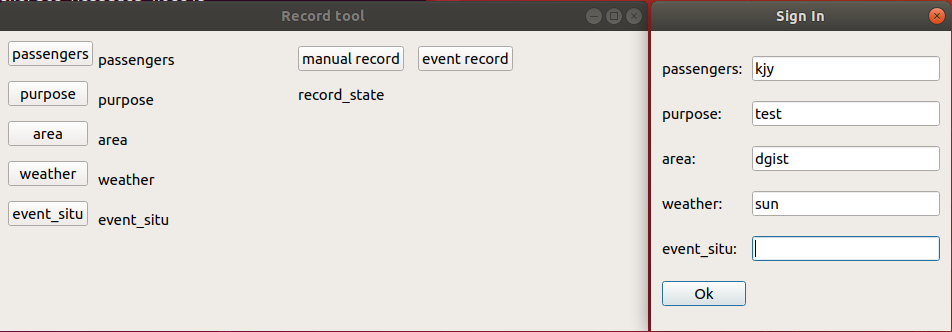 Record tool
passengers passengers
manual record event record
purpose purpose
record_state
area area
weather weather
event_situ event_situ
Sign In
passengers: kjy
purpose: test
area: dgist
weather: sun
event_situ:
Ok